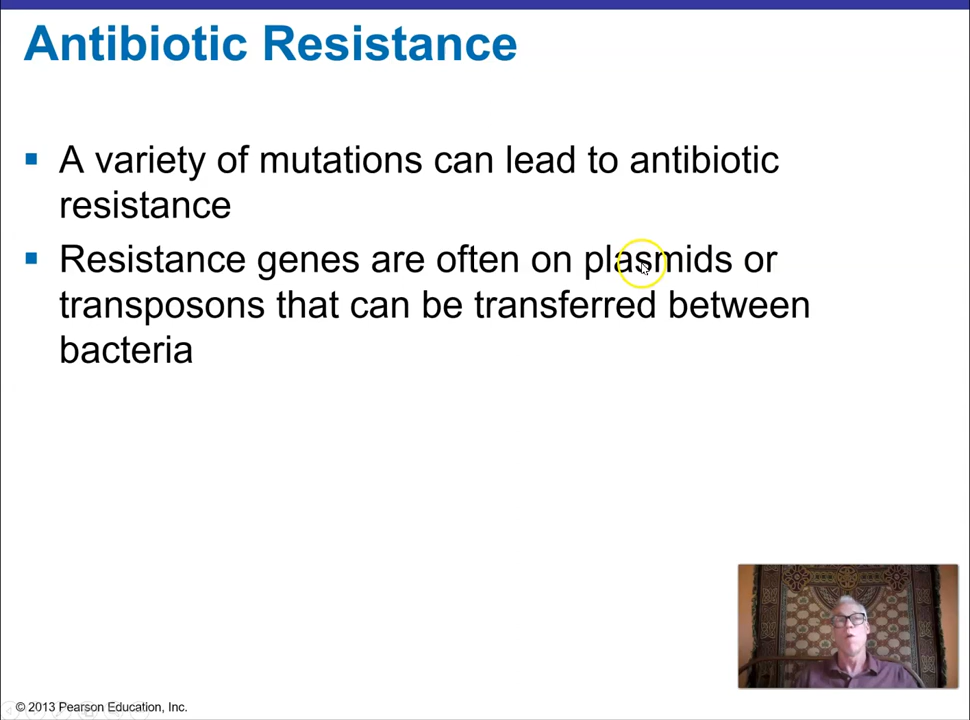 Antibiotic Resistance
A variety of mutations can lead to antibiotic
resistance
Resistance genes are often on plasmids or
transposons that can be transferred between
bacteria
© 2013 Pearson Education, Inc.